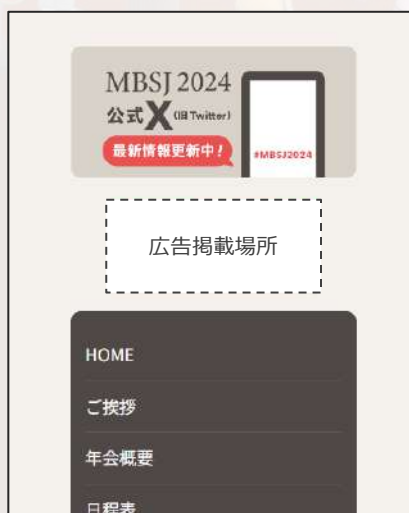 MBSJ 2024
公式X(旧Twitter)
最新情報更新中!
#MBSJ2024
広告掲載場所
HOME
ご挨拶
年会概要
日程表